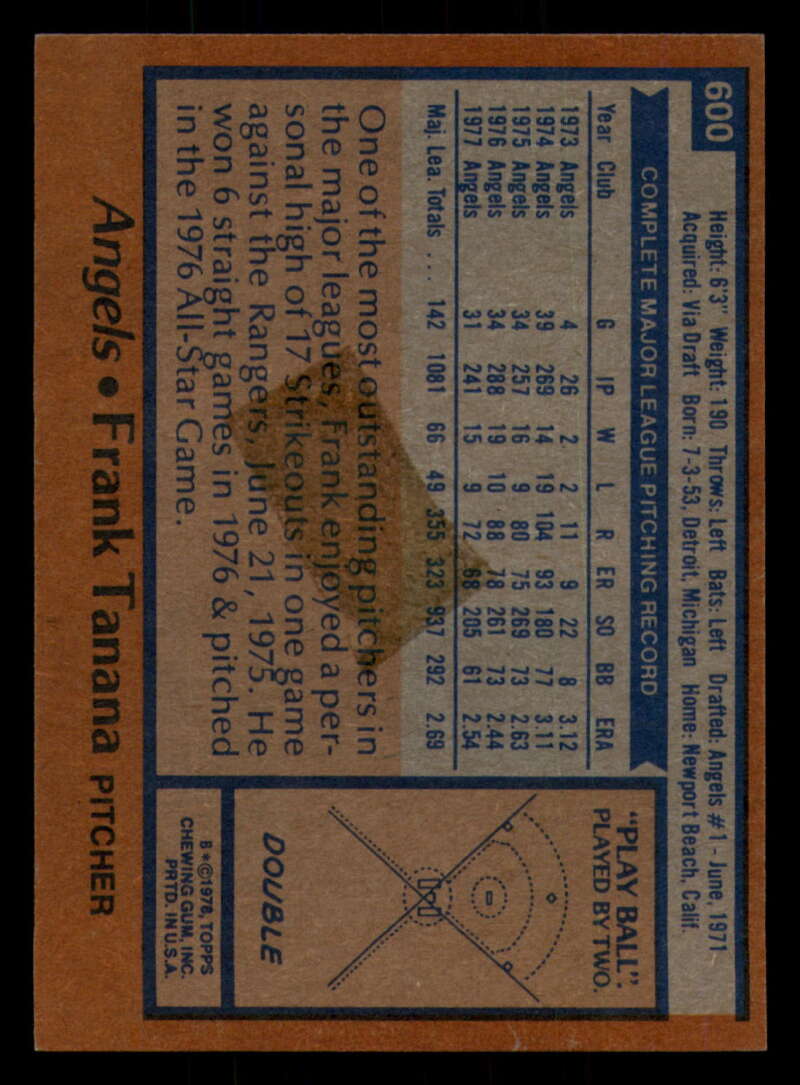 600
Height: 6'3" Weight: 190 Throws: Left Bats: Left Drafted: Angels #1 - June, 1971
Acquired: Via Draft Born: 7-3-53, Detroit, Michigan Home: Newport Beach, Calif.
COMPLETE MAJOR LEAGUE PITCHING RECORD
Year Club G IP W L R ER SO BB ERA
1973 Angels 4 26 2 2 11 9 22 8 3.12
1974 Angels 39 269 14 19 104 93 180 77 3.11
1975 Angels 34 257 16 9 80 75 269 73 2.63
1976 Angels 34 288 19 10 88 78 261 73 2.44
1977 Angels 31 241 15 9 72 68 205 61 2.54
Maj. Lea. Totals ... 142 1081 66 49 355 323 937 292 2.69
One of the most outstanding pitchers in
the major leagues, Frank enjoyed a per-
sonal high of 17 Strikeouts in one game
against the Rangers, June 21, 1975. He
won 6 straight games in 1976 & pitched
in the 1976 All-Star Game.
"PLAY BALL".
PLAYED BY TWO.
DOUBLE
B*©1978, TOPPS
CHEWING GUM, INC.
PRTD. IN U.S.A.
Angels • Frank Tanana PITCHER